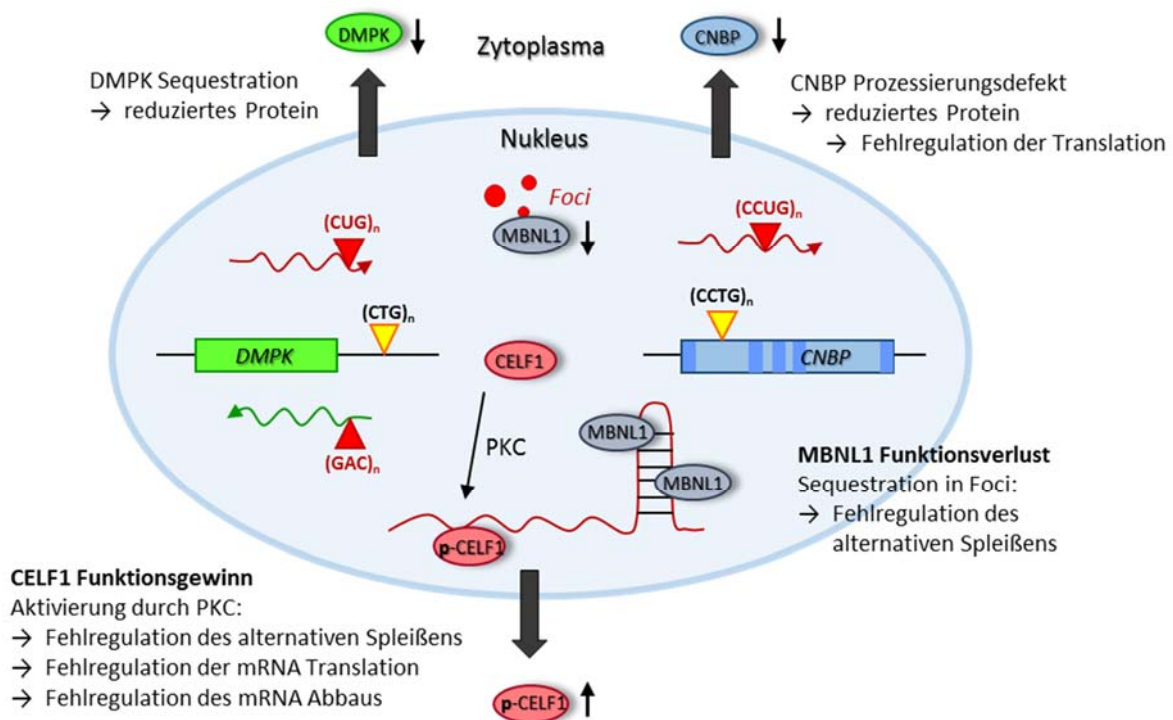 DMPK
Zytoplasma
CNBP
DMPK Sequestration
→ reduziertes Protein
CNBP Prozessierungsdefekt
→ reduziertes Protein
→ Fehlregulation der Translation
Nukleus
Foci
MBNL1
(CUG)n
(CCUG)n
(CTG)n
(CCTG)n
DMPK
CELF1
CNBP
(GAC)n
PKC
MBNL1
MBNL1
p-CELF1
MBNL1 Funktionsverlust
Sequestration in Foci:
→ Fehlregulation des
alternativen Spleißens
CELF1 Funktionsgewinn
Aktivierung durch PKC:
→ Fehlregulation des alternativen Spleißens
→ Fehlregulation der mRNA Translation
→ Fehlregulation des mRNA Abbaus
p-CELF1